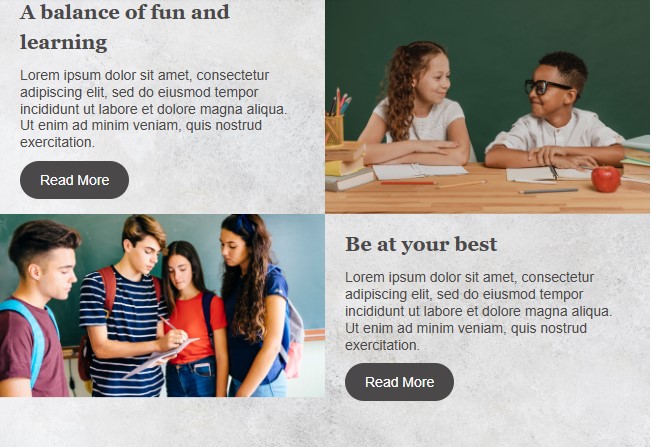 A balance of fun and
learning
Lorem ipsum dolor sit amet, consectetur
adipiscing elit, sed do eiusmod tempor
incididunt ut labore et dolore magna aliqua.
Ut enim ad minim veniam, quis nostrud
exercitation.
Read More
Be at your best
Lorem ipsum dolor sit amet, consectetur
adipiscing elit, sed do eiusmod tempor
incididunt ut labore et dolore magna aliqua.
Ut enim ad minim veniam, quis nostrud
exercitation.
Read More